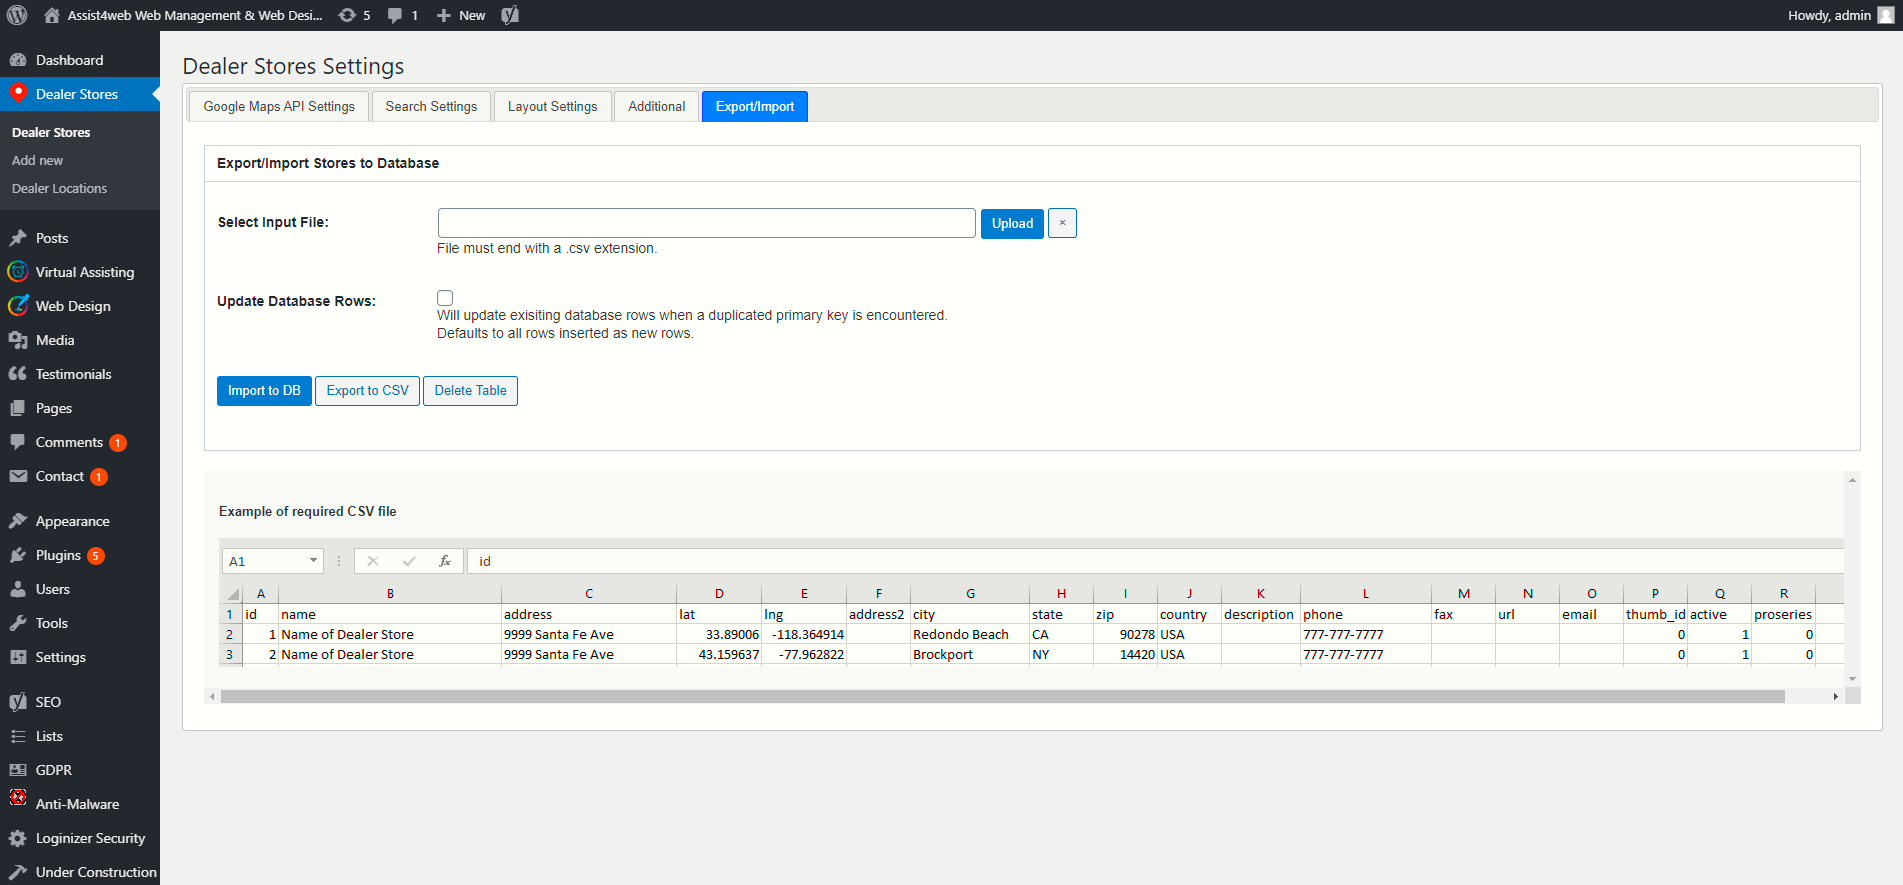 Assist4web Web Management & Web Desi... 5 1 New Howdy, admin
Dashboard
Dealer Stores
Dealer Stores
Add new
Dealer Locations
Posts
Virtual Assisting
Web Design
Media
Testimonials
Pages
Comments 1
Contact 1
Appearance
Plugins 5
Users
Tools
Settings
SEO
Lists
GDPR
Anti-Malware
Loginizer Security
Under Construction
Dealer Stores Settings
Google Maps API Settings Search Settings Layout Settings Additional Export/Import
Export/Import Stores to Database
Select Input File: Upload ×
File must end with a .csv extension.
Update Database Rows:
Will update exisiting database rows when a duplicated primary key is encountered.
Defaults to all rows inserted as new rows.
Import to DB Export to CSV Delete Table
Example of required CSV file
A1 fx id
A B C D E F G H I J K L M N O P Q R
1 id name address lat lng address2 city state zip country description phone fax url email thumb_id active proseries
2 1 Name of Dealer Store 9999 Santa Fe Ave 33.89006 -118.364914 Redondo Beach CA 90278 USA 777-777-7777 0 1 0
3 2 Name of Dealer Store 9999 Santa Fe Ave 43.159637 -77.962822 Brockport NY 14420 USA 777-777-7777 0 1 0